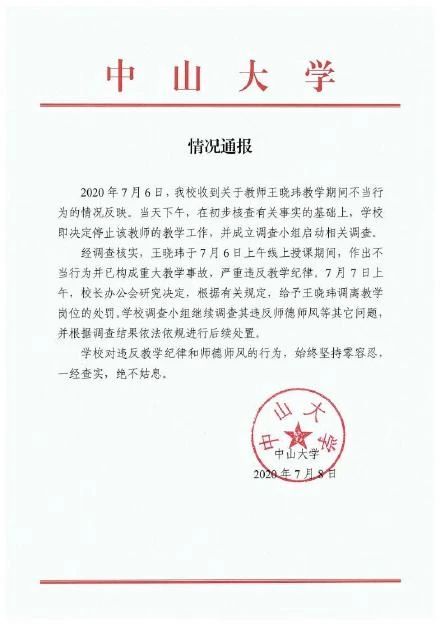 中山大学
情况通报
2020年7月6日，我校收到关于教师王晓玮教学期间不当行
为的情况反映。当天下午，在初步核查有关事实的基础上，学校
即决定停止该教师的教学工作，并成立调查小组启动相关调查。
经调查核实，王晓玮于7月6日上午线上授课期间，作出不
当行为并已构成重大教学事故，严重违反教学纪律。7月7日上
午，校长办公会研究决定，根据有关规定，给予王晓玮调离教学
岗位的处罚。学校调查小组继续调查其违反师德师风等其它问题，
并根据调查结果依法依规进行后续处置。
学校对违反教学纪律和师德师风的行为，始终坚持零容忍，
一经查实，绝不姑息。
中山大学
中山大学
2020年7月8日